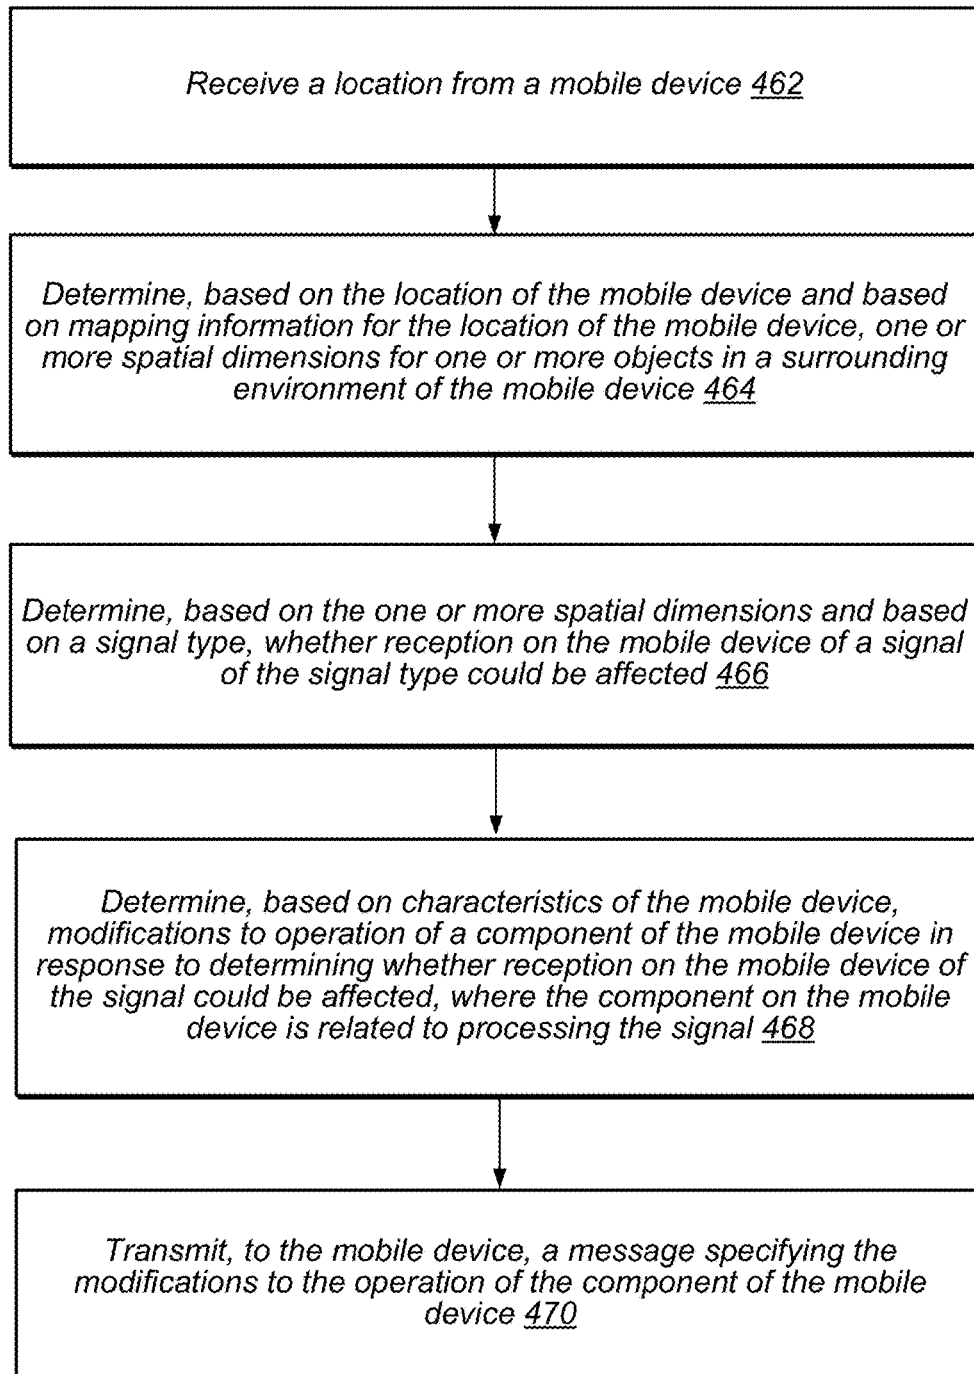 Receive a location from a mobile device 462
Determine, based on the location of the mobile device and based
on mapping information for the location of the mobile device, one or
more spatial dimensions for one or more objects in a surrounding
environment of the mobile device 464
Determine, based on the one or more spatial dimensions and based
on a signal type, whether reception on the mobile device of a signal
of the signal type could be affected 466
Determine, based on characteristics of the mobile device,
modifications to operation of a component of the mobile device in
response to determining whether reception on the mobile device of
the signal could be affected, where the component on the mobile
device is related to processing the signal 468
Transmit, to the mobile device, a message specifying the
modifications to the operation of the component of the mobile
device 470